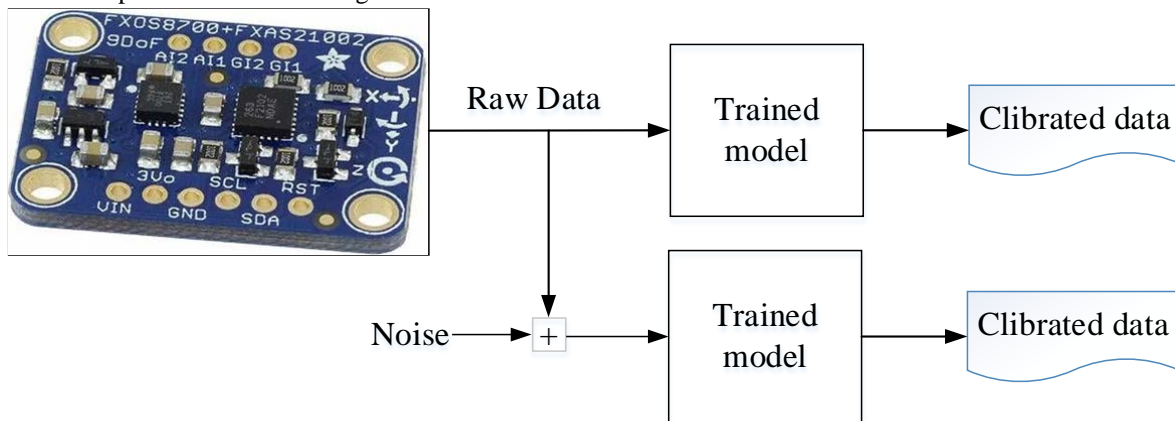 FXOS8700+FXAS21002
9DoF
AI2 AI1 GI2 GI1
X
Y
Z
3Vo
SCL
RST
VIN
GND
SDA
Raw Data
Trained
model
Clibrated data
Noise
+
Trained
model
Clibrated data